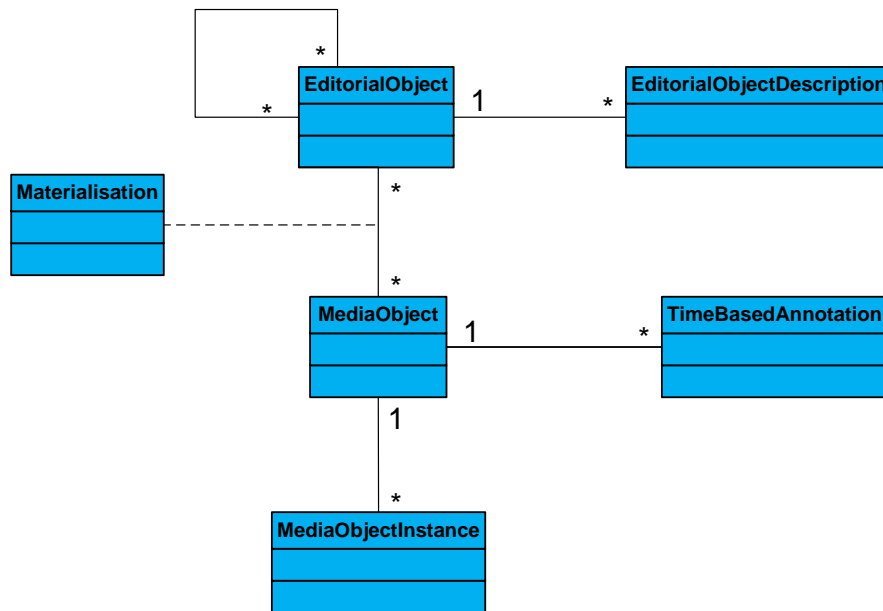 *
EditorialObject
EditorialObjectDescription
1
*
*
Materialisation
*
*
MediaObject
TimeBasedAnnotation
1
*
1
*
MediaObjectInstance